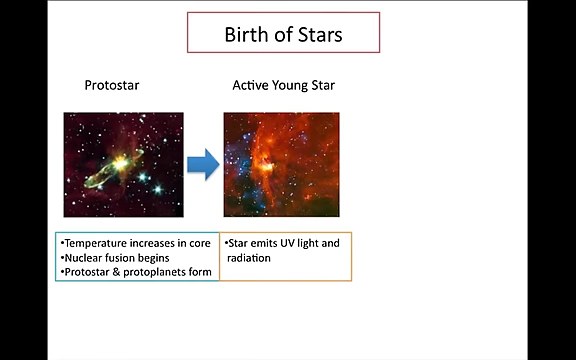 Birth of Stars
Protostar
Active Young Star
•Temperature increases in core
•Nuclear fusion begins
•Protostar & protoplanets form
•Star emits UV light and
radiation